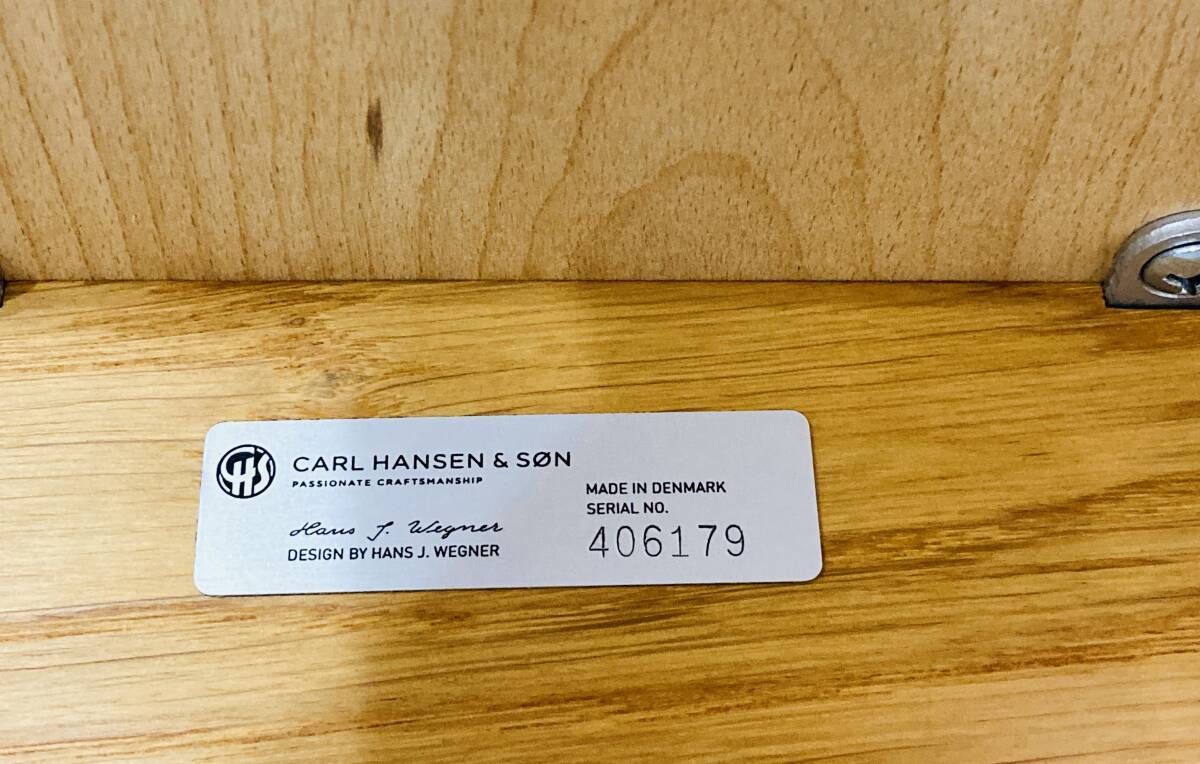 CHS
CARL HANSEN & SØN
PASSIONATE CRAFTSMANSHIP
Hans J. Wegner
DESIGN BY HANS J. WEGNER
MADE IN DENMARK
SERIAL NO.
406179